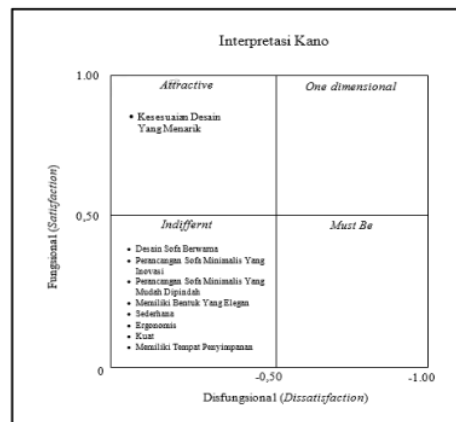 Interpretasi Kano
1.00
Attractive
One dimensional
• Kesesuaian Desain
Yang Menarik
Fungsional (Satisfaction)
0,50
Indiffernt
Must Be
• Desain Sofa Berwarna
• Perancangan Sofa Minimalis Yang
Inovasi
• Perancangan Sofa Minimalis Yang
Mudah Dipindah
• Memiliki Bentuk Yang Elegan
• Sederhana
• Ergonomis
• Kuat
• Memiliki Tempat Penyimpanan
0
-0,50
-1.00
Disfungsional (Dissatisfaction)